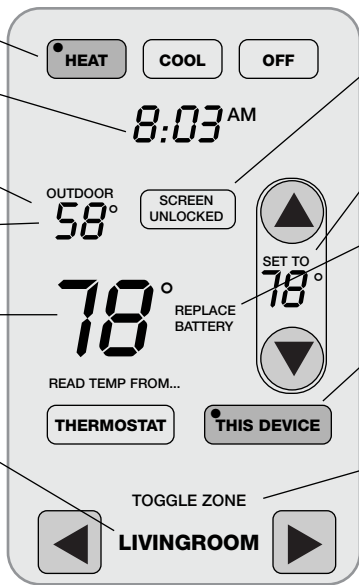 HEAT COOL OFF
8:03 AM
OUTDOOR
58°
SCREEN
UNLOCKED
SET TO
78°
78°
REPLACE
BATTERY
READ TEMP FROM...
THERMOSTAT THIS DEVICE
TOGGLE ZONE
LIVINGROOM